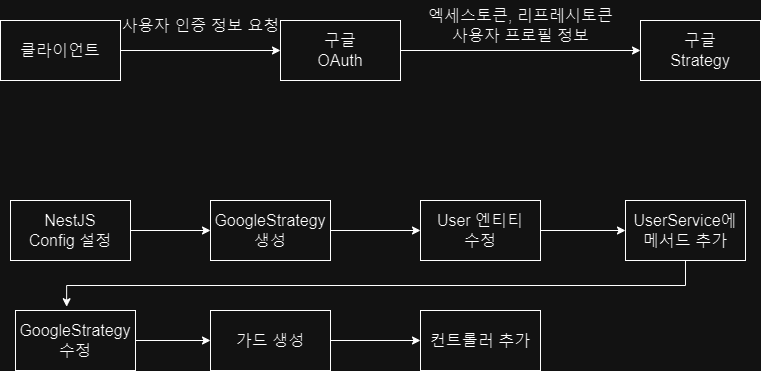 클라이언트
사용자 인증 정보 요청
구글
OAuth
엑세스토큰, 리프레시토큰
사용자 프로필 정보
구글
Strategy
NestJS
Config 설정
GoogleStrategy
생성
User 엔티티
수정
UserService에
메서드 추가
GoogleStrategy
수정
가드 생성
컨트롤러 추가